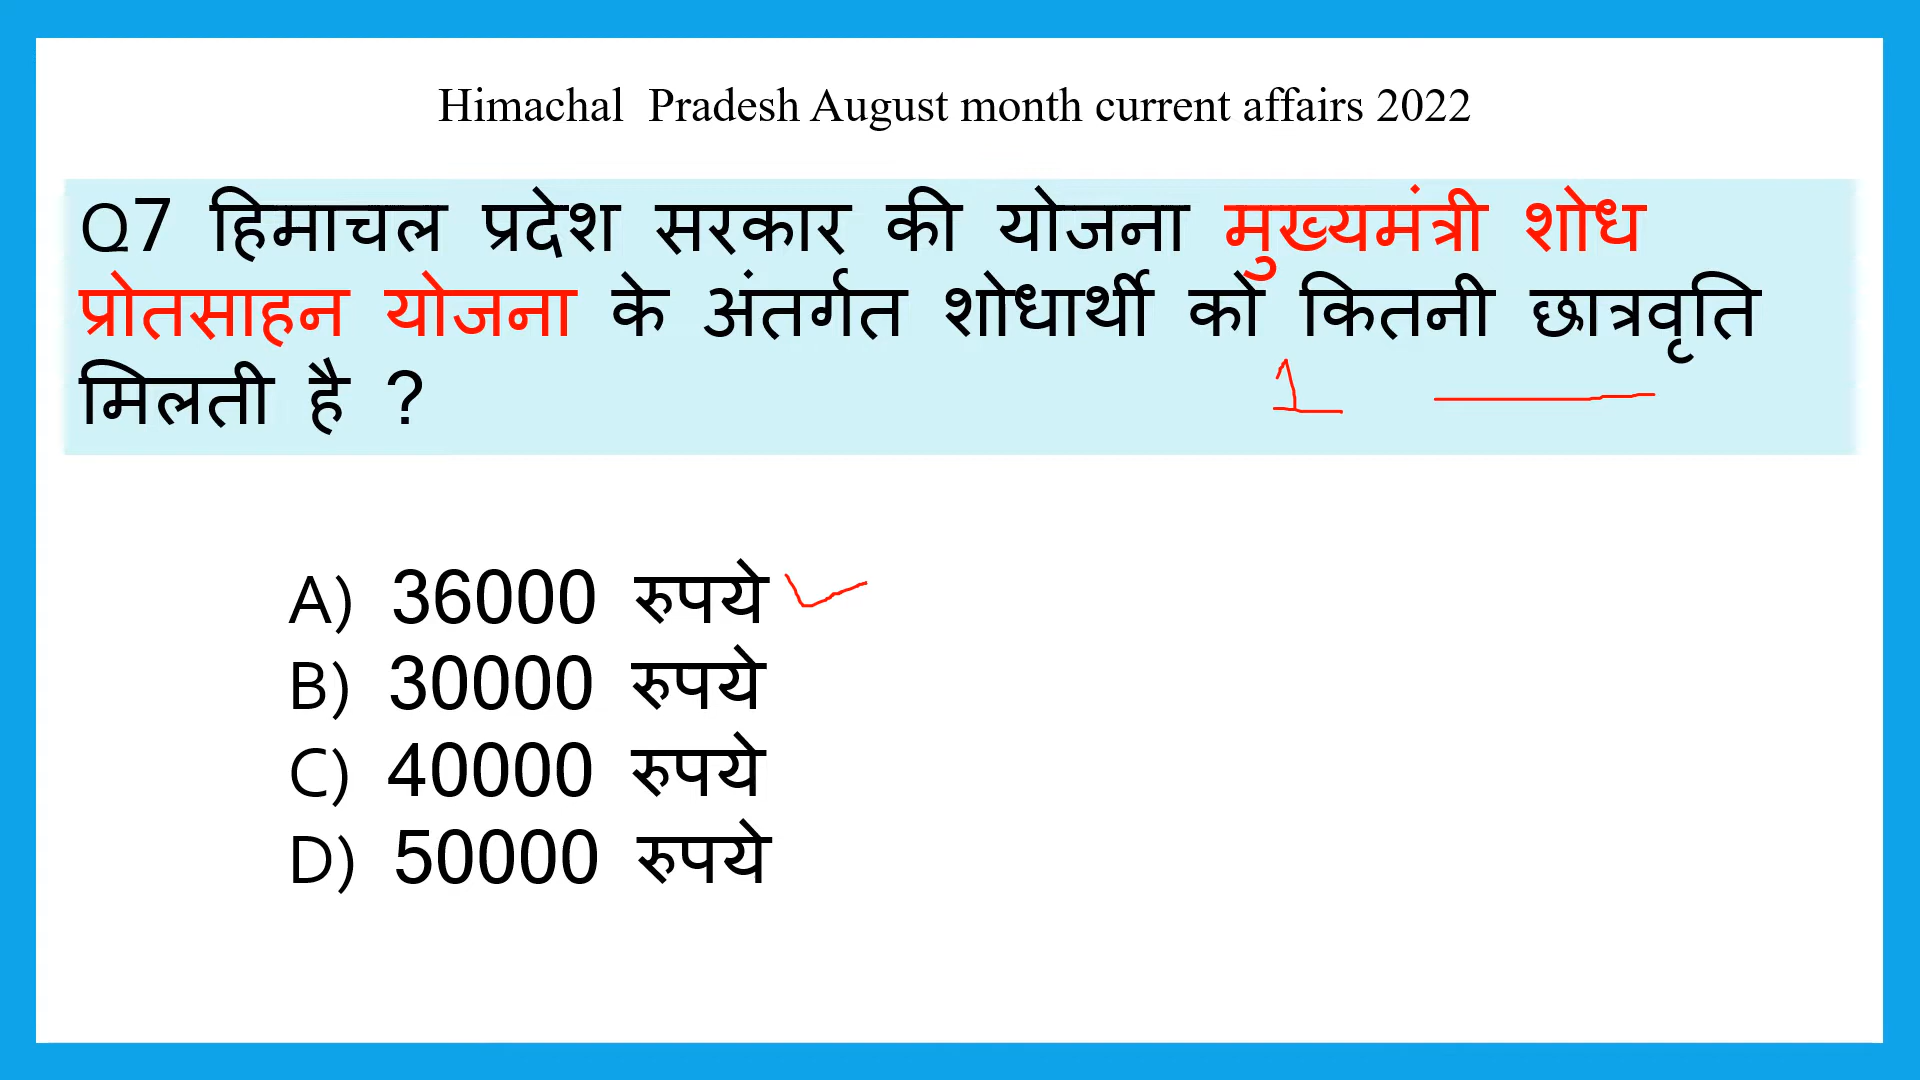 Himachal Pradesh August month current affairs 2022
Q7 हिमाचल प्रदेश सरकार की योजना मुख्यमंत्री शोध
प्रोतसाहन योजना के अंतर्गत शोधार्थी को कितनी छात्रवृति
मिलती है ?
1
A) 36000 रुपये
B) 30000 रुपये
C) 40000 रुपये
D) 50000 रुपये